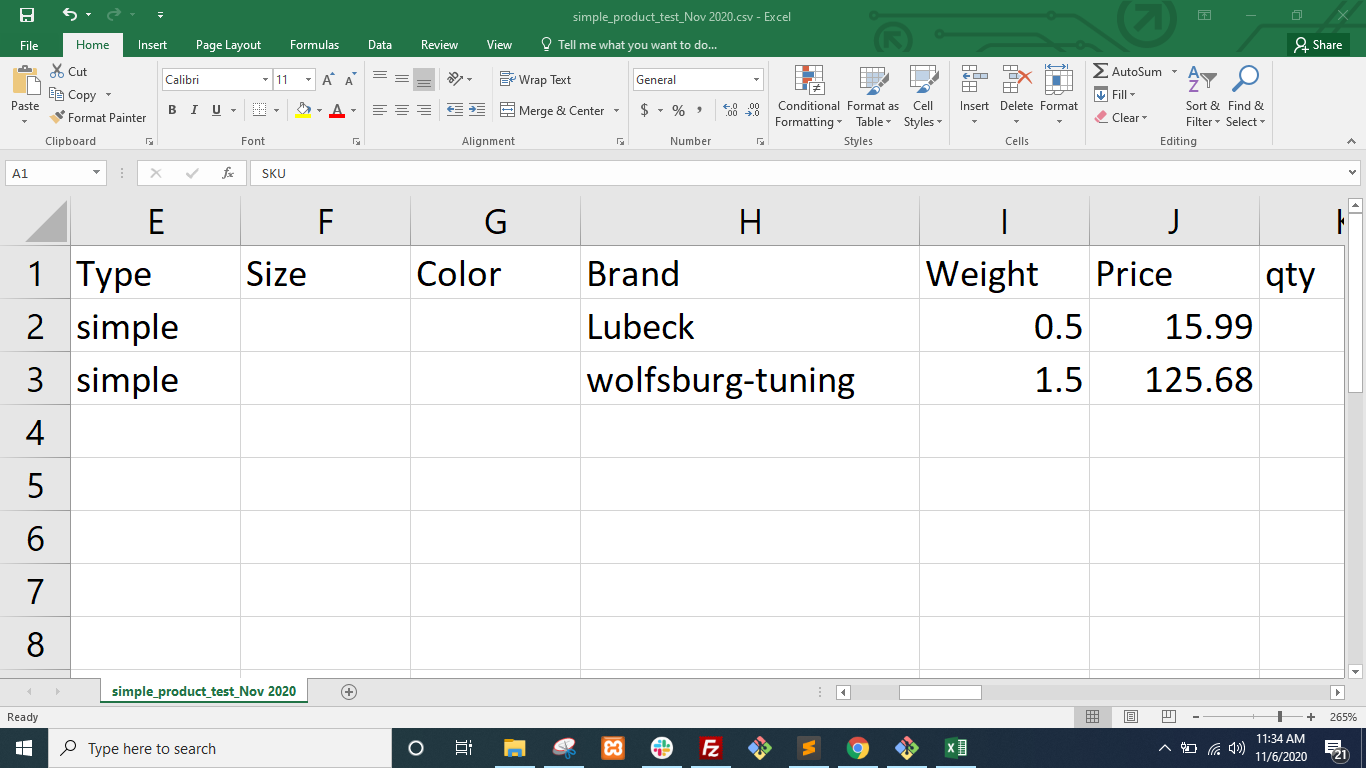 simple_product_test_Nov 2020.csv - Excel
File Home Insert Page Layout Formulas Data Review View Tell me what you want to do... Share
Paste
Cut
Copy
Format Painter
Clipboard
Calibri 11
B I U
Font
Wrap Text
Merge & Center
Alignment
General
$ % ,
Number
Conditional Formatting
Format as Table
Cell Styles
Styles
Insert Delete Format
Cells
AutoSum
Fill
Clear
Sort & Filter
Find & Select
Editing
A1 fx SKU
E F G H I J
1 Type Size Color Brand Weight Price qty
2 simple Lubeck 0.5 15.99
3 simple wolfsburg-tuning 1.5 125.68
4
5
6
7
8
simple_product_test_Nov 2020
Ready 265%
Type here to search
11:34 AM
11/6/2020
21